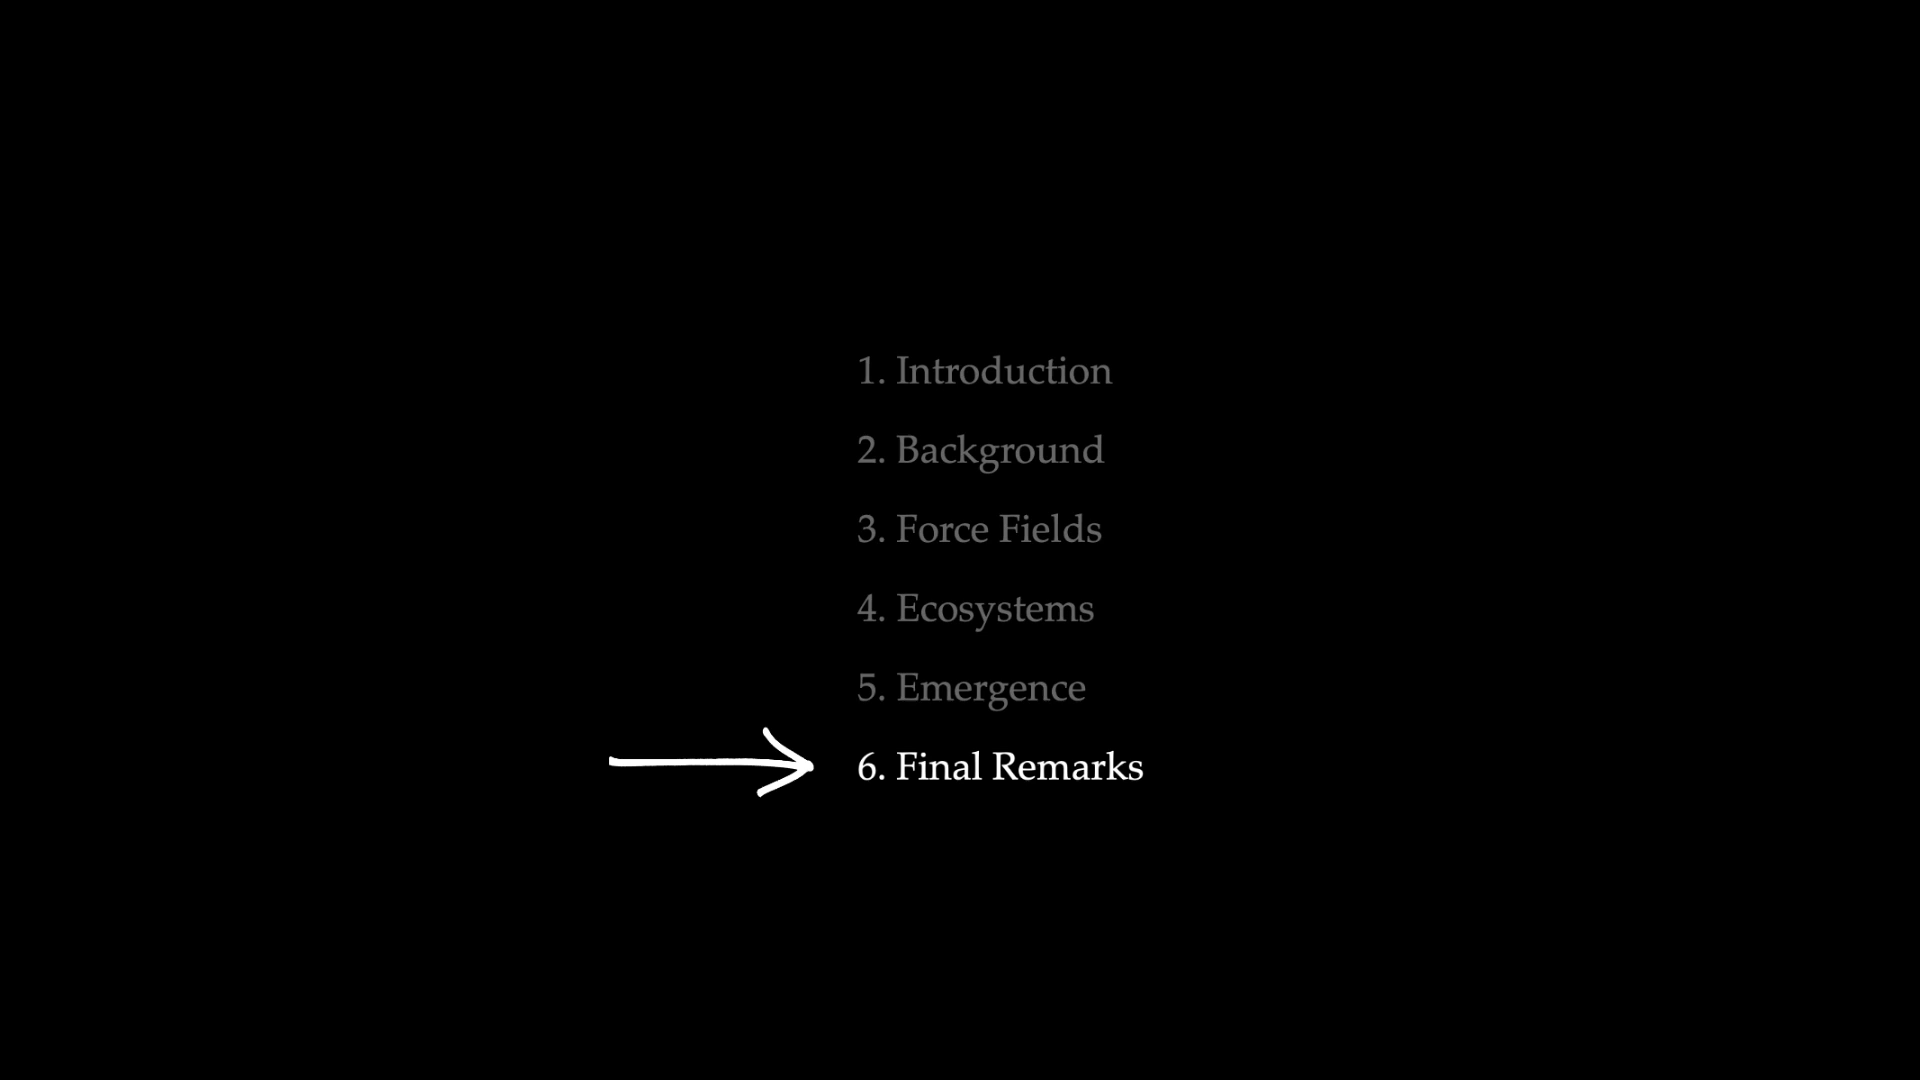 1. Introduction
2. Background
3. Force Fields
4. Ecosystems
5. Emergence
6. Final Remarks